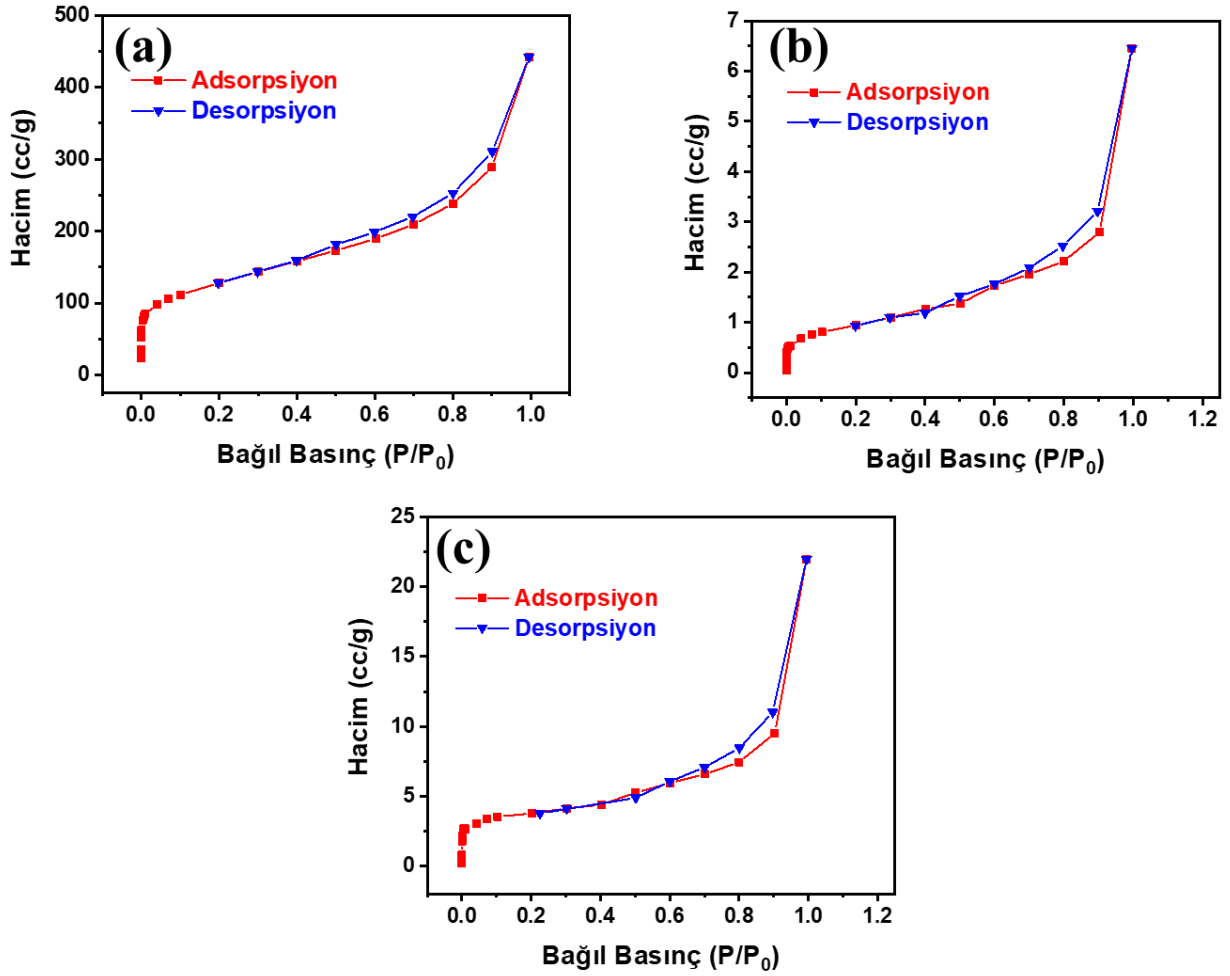 (a)
Adsorpsiyon
Desorpsiyon
Hacim (cc/g)
500
400
300
200
100
0
0.0 0.2 0.4 0.6 0.8 1.0
Bağıl Basınç (P/P₀)
(b)
Adsorpsiyon
Desorpsiyon
Hacim (cc/g)
7
6
5
4
3
2
1
0
0.0 0.2 0.4 0.6 0.8 1.0 1.2
Bağıl Basınç (P/P₀)
(c)
Adsorpsiyon
Desorpsiyon
Hacim (cc/g)
25
20
15
10
5
0
0.0 0.2 0.4 0.6 0.8 1.0 1.2
Bağıl Basınç (P/P₀)